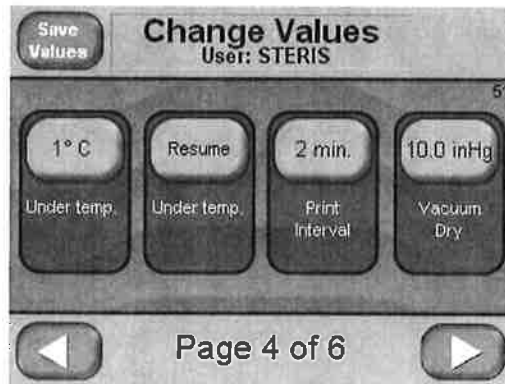 Save
Values
Change Values
User: STERIS
1° C
Under temp.
Resume
Under temp.
2 min.
Print
Interval
10.0 inHg
Vacuum
Dry
Page 4 of 6